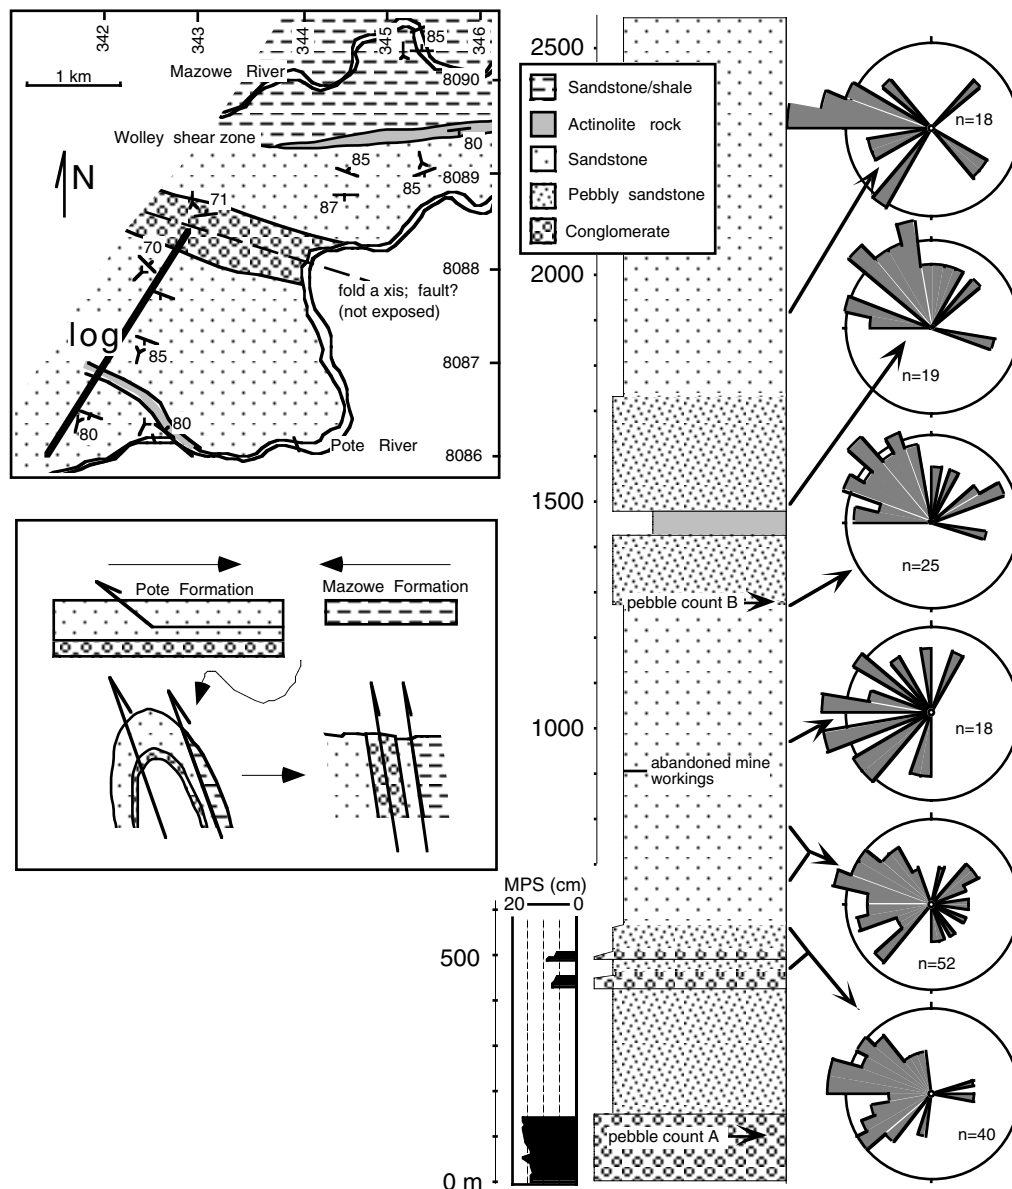 342
343
344
345
346
85
Mazowe River
1 km
8090
Wolley shear zone
80
N
85
8089
85
71
87
70
8088
fold a xis; fault?
(not exposed)
log
85
8087
80
80
Pote River
8086
Pote Formation
Mazowe Formation
2500
Sandstone/shale
Actinolite rock
Sandstone
Pebbly sandstone
Conglomerate
2000
1500
pebble count B
1000
abandoned mine
workings
MPS (cm)
20 0
500
pebble count A
0 m
n=18
n=19
n=25
n=18
n=52
n=40